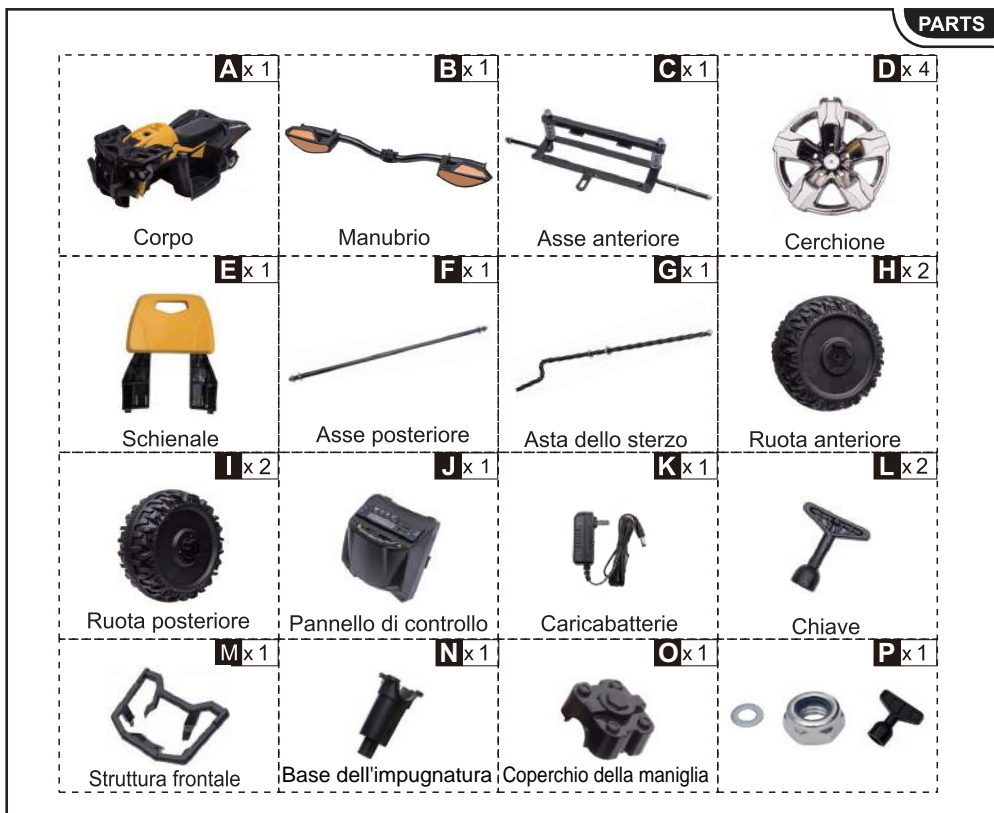 PARTS
A x 1
B x 1
C x 1
D x 4
Corpo
Manubrio
Asse anteriore
Cerchione
E x 1
F x 1
G x 1
H x 2
Schienale
Asse posteriore
Asta dello sterzo
Ruota anteriore
I x 2
J x 1
K x 1
L x 2
Ruota posteriore
Pannello di controllo
Caricabatterie
Chiave
M x 1
N x 1
O x 1
P x 1
Struttura frontale
Base dell'impugnatura
Coperchio della maniglia